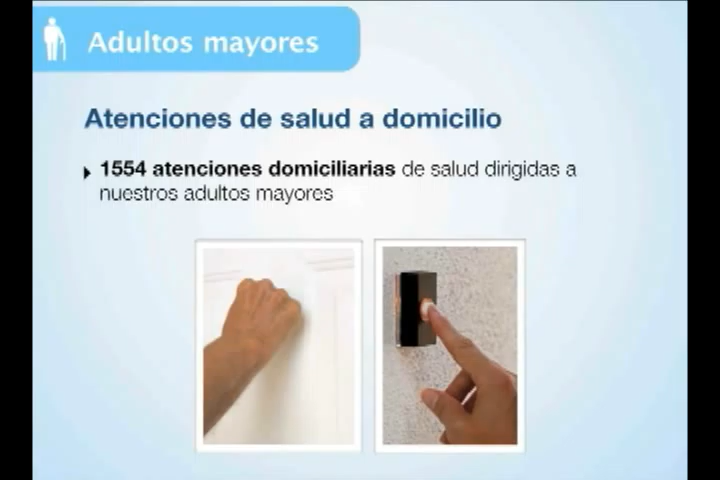 Adultos mayores
Atenciones de salud a domicilio
1554 atenciones domiciliarias de salud dirigidas a
nuestros adultos mayores